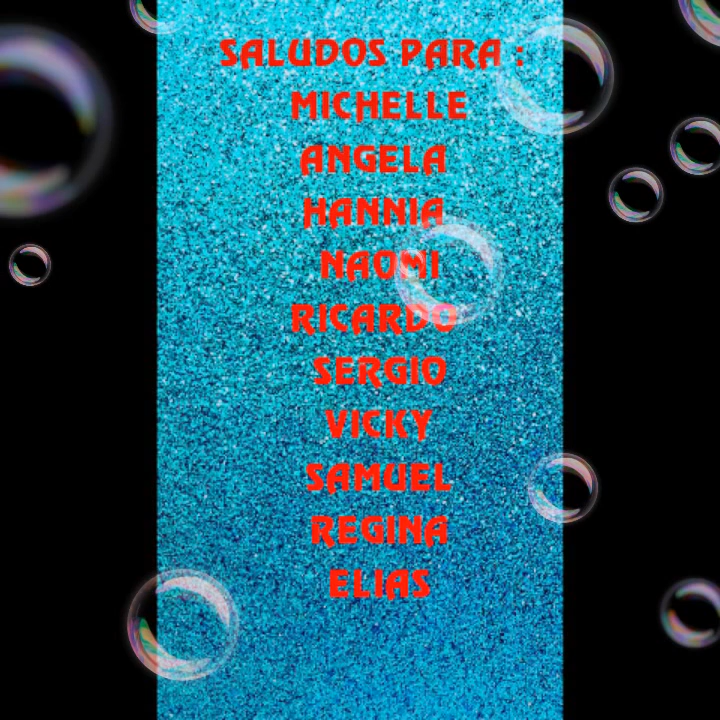 SALUDOS PARA :
MICHELLE
ANGELA
HANNIA
NAOMI
RICARDO
SERGIO
VICKY
SAMUEL
REGINA
ELIAS